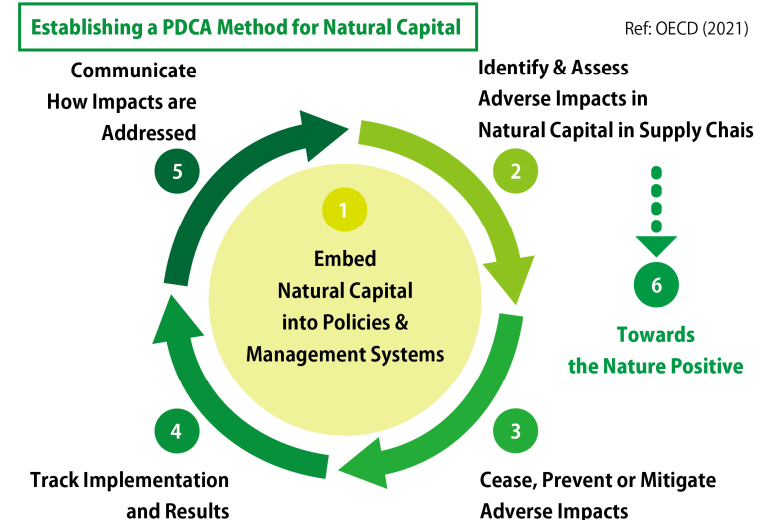 Establishing a PDCA Method for Natural Capital
Ref: OECD (2021)
Communicate
How Impacts are
Addressed
5
Identify & Assess
Adverse Impacts in
Natural Capital in Supply Chais
2
1
Embed
Natural Capital
into Policies &
Management Systems
6
Towards
the Nature Positive
4
Track Implementation
and Results
3
Cease, Prevent or Mitigate
Adverse Impacts